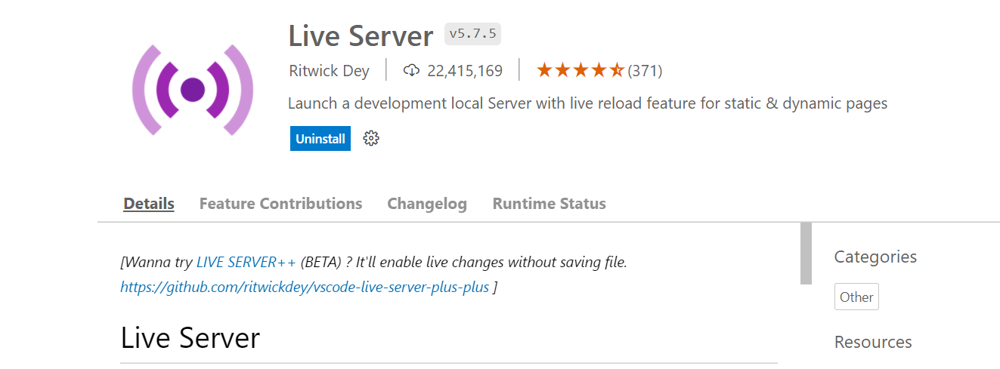 Live Server v5.7.5
Ritwick Dey 22,415,169 (371)
Launch a development local Server with live reload feature for static & dynamic pages
Uninstall
Details Feature Contributions Changelog Runtime Status
[Wanna try LIVE SERVER++ (BETA) ? It'll enable live changes without saving file.
https://github.com/ritwickdey/vscode-live-server-plus-plus ]
Live Server
Categories
Other
Resources